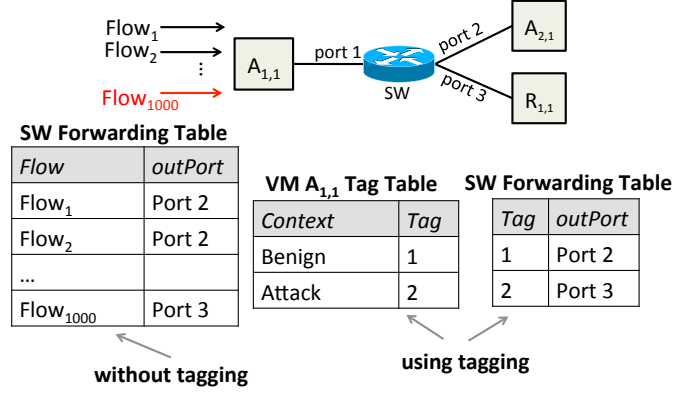 Flow1
Flow2
⋮
Flow1000
A1,1
port 1
SW
port 2
port 3
A2,1
R1,1
SW Forwarding Table
Flow outPort
Flow1 Port 2
Flow2 Port 2
...
Flow1000 Port 3
without tagging
VM A1,1 Tag Table
Context Tag
Benign 1
Attack 2
SW Forwarding Table
Tag outPort
1 Port 2
2 Port 3
using tagging